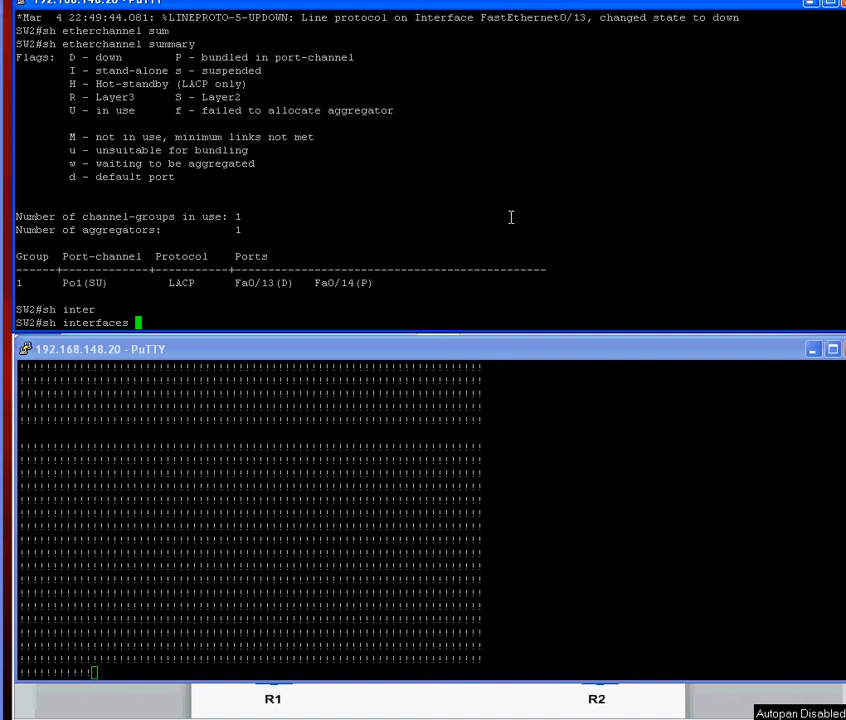 *Mar  4 22:49:44.081: %LINEPROTO-5-UPDOWN: Line protocol on Interface FastEthernet0/13, changed state to down
SW2#sh etherchannel sum
SW2#sh etherchannel summary
Flags:  D - down        P - bundled in port-channel
        I - stand-alone s - suspended
        H - Hot-standby (LACP only)
        R - Layer3      S - Layer2
        U - in use      f - failed to allocate aggregator
        M - not in use, minimum links not met
        u - unsuitable for bundling
        w - waiting to be aggregated
        d - default port
Number of channel-groups in use: 1
Number of aggregators:           1
Group  Port-channel  Protocol    Ports
------+-------------+-----------+-----------------------------------------------
1      Po1(SU)         LACP      Fa0/13(D)   Fa0/14(P)
SW2#sh inter
SW2#sh interfaces
192.168.148.20 - PuTTY
R1 R2
Autopan Disabled